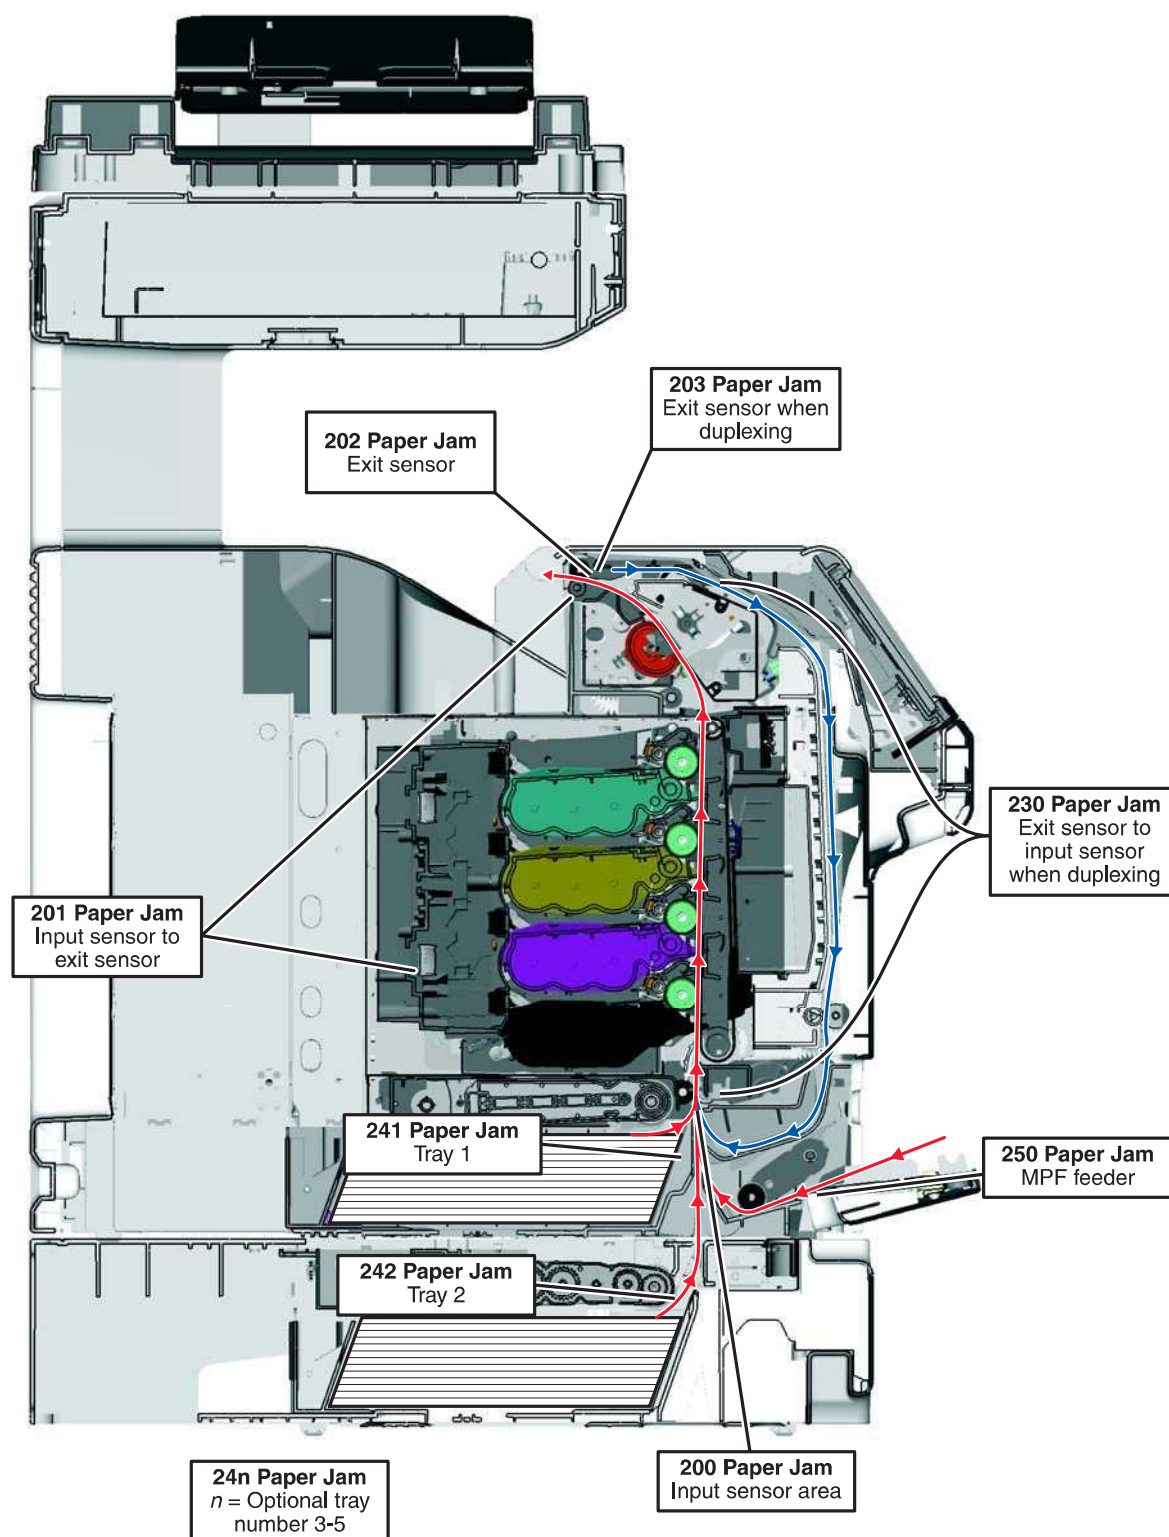 203 Paper Jam
Exit sensor when
duplexing
202 Paper Jam
Exit sensor
230 Paper Jam
Exit sensor to
input sensor
when duplexing
201 Paper Jam
Input sensor to
exit sensor
241 Paper Jam
Tray 1
250 Paper Jam
MPF feeder
242 Paper Jam
Tray 2
200 Paper Jam
Input sensor area
24n Paper Jam
n = Optional tray
number 3-5